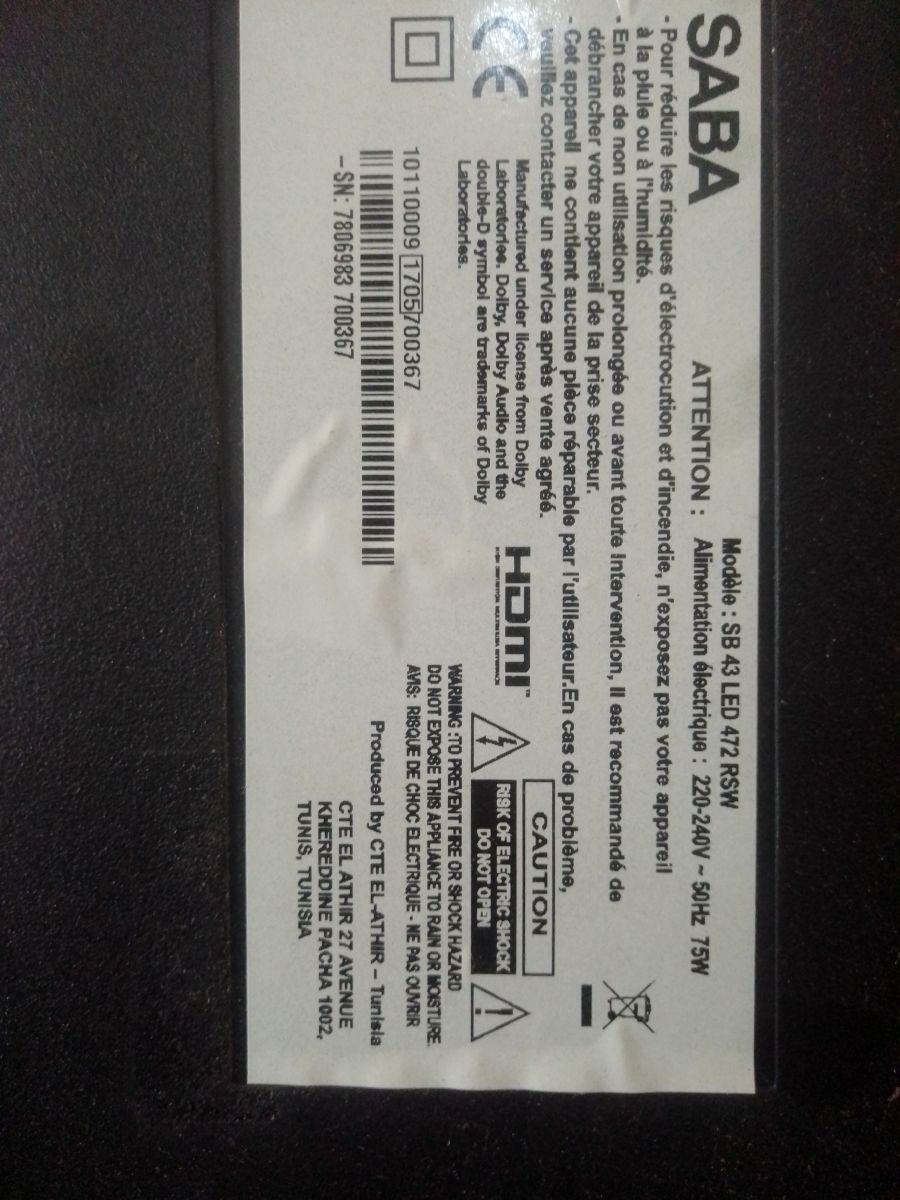 SABA
Modèle : SB 43 LED 472 RSW
ATTENTION : Alimentation électrique : 220-240V ~ 50Hz 75W
- Pour réduire les risques d'électrocution et d'incendie, n'exposez pas votre appareil
à la pluie ou à l'humidité.
- En cas de non utilisation prolongée ou avant toute intervention, il est recommandé de
débrancher votre appareil de la prise secteur.
- Cet appareil ne contient aucune pièce réparable par l'utilisateur.En cas de problème,
veuillez contacter un service après vente agréé.
CE
Manufactured under license from Dolby
Laboratories. Dolby, Dolby Audio and the
double-D symbol are trademarks of Dolby
Laboratories.
HDMI™
HIGH DEFINITION MULTIMEDIA INTERFACE
CAUTION
RISK OF ELECTRIC SHOCK
DO NOT OPEN
WARNING :TO PREVENT FIRE OR SHOCK HAZARD
DO NOT EXPOSE THIS APPLIANCE TO RAIN OR MOISTURE.
AVIS: RISQUE DE CHOC ELECTRIQUE - NE PAS OUVRIR
10110009 1705 700367
- SN: 7806983 700367
Produced by CTE EL-ATHIR – Tunisia
CTE EL ATHIR 27 AVENUE
KHEREDDINE PACHA 1002,
TUNIS, TUNISIA